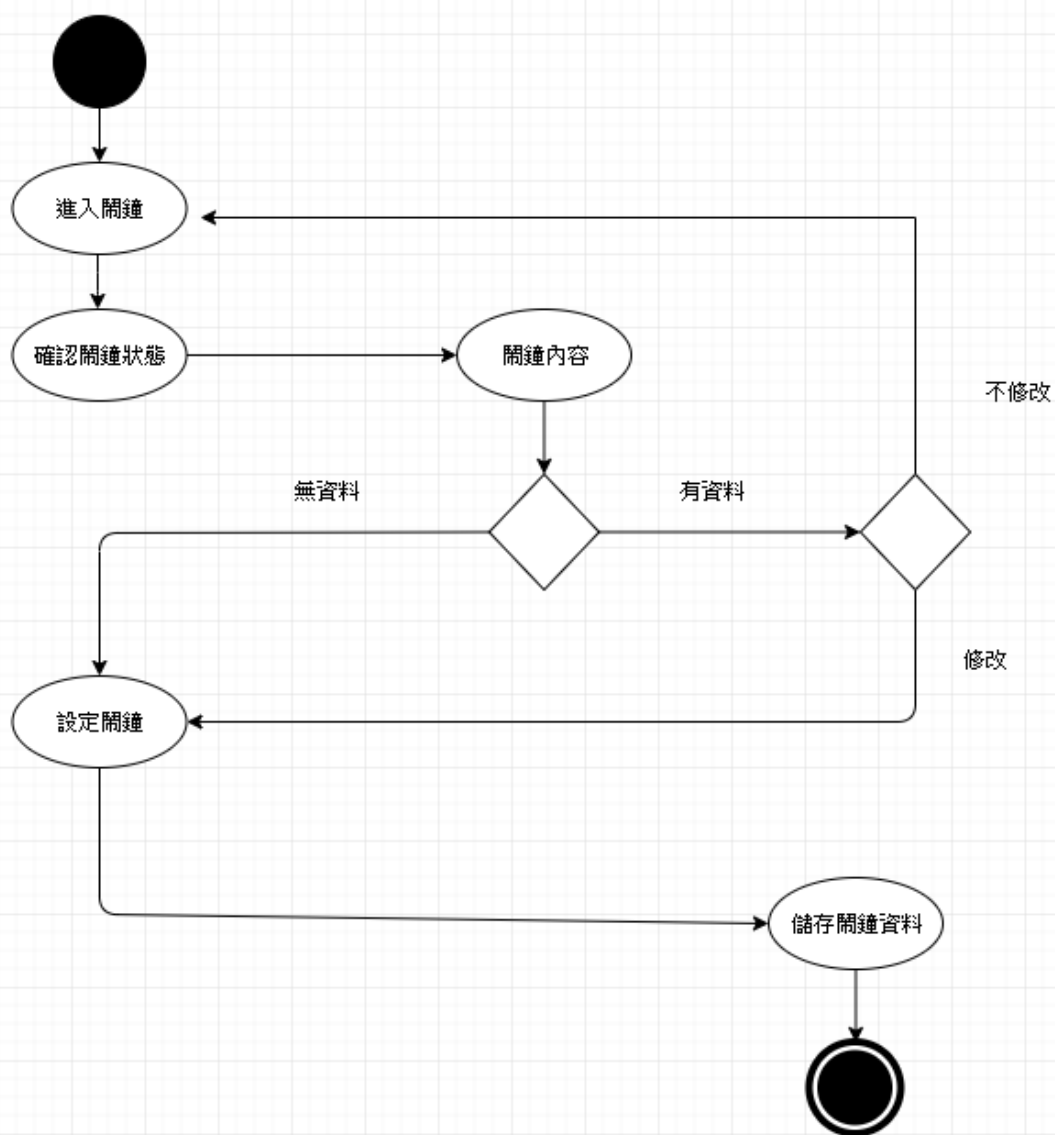 進入鬧鐘
確認鬧鐘狀態
鬧鐘內容
不修改
無資料
有資料
修改
設定鬧鐘
儲存鬧鐘資料